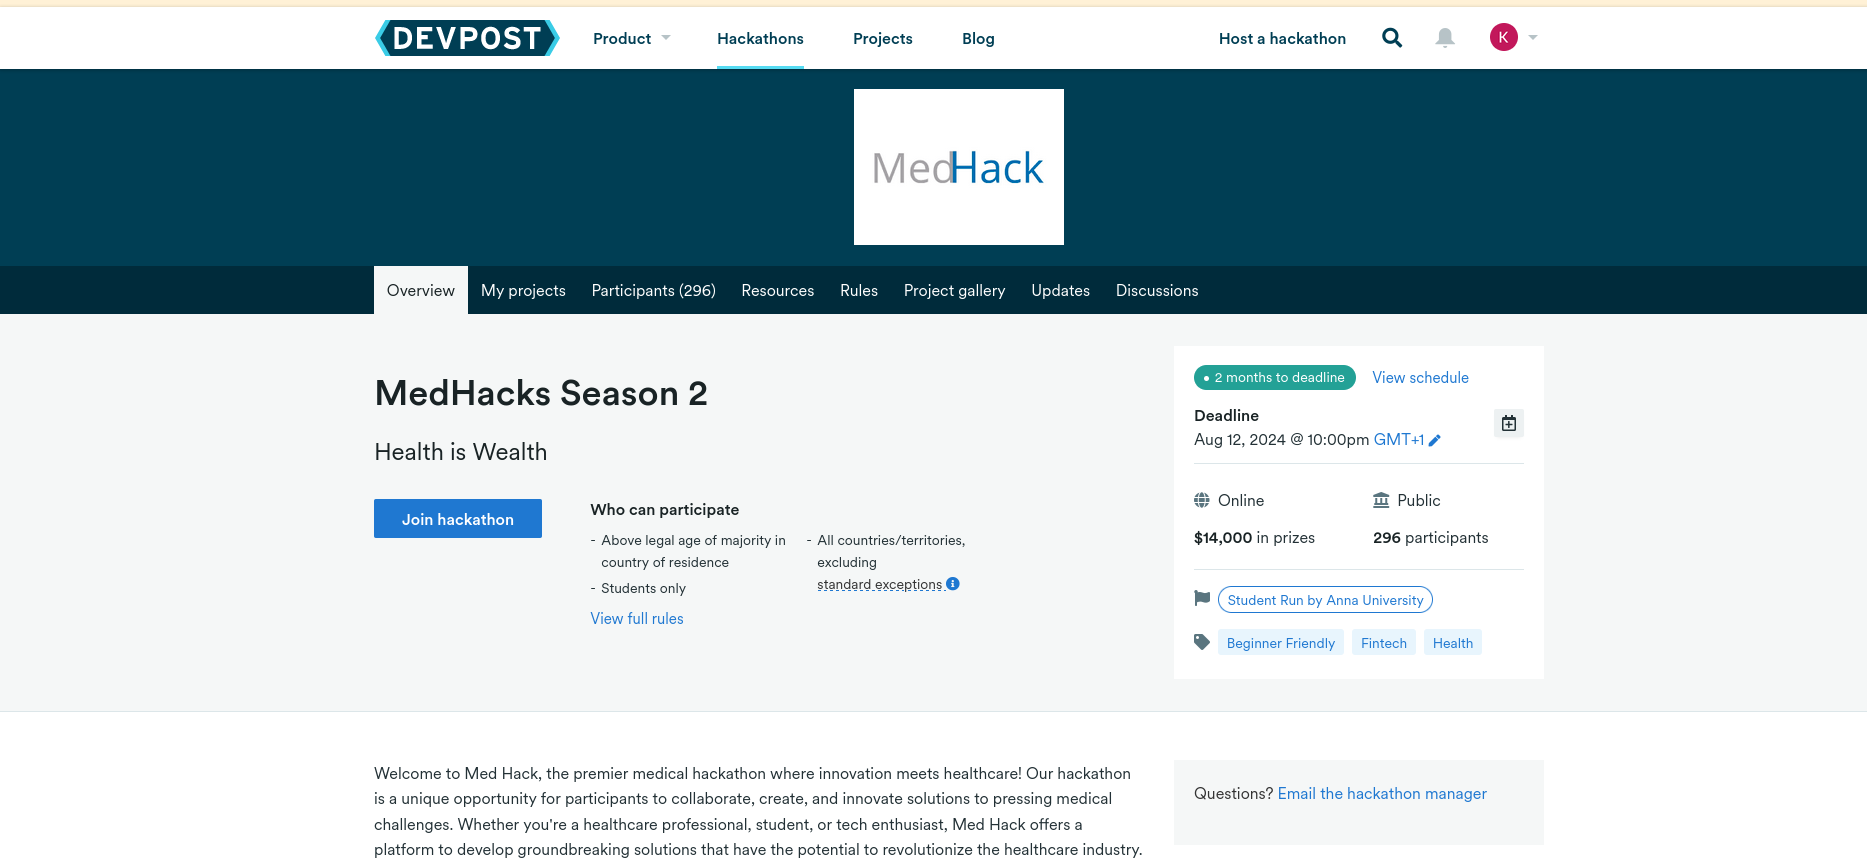 DEVPOST
Product
Hackathons
Projects
Blog
Host a hackathon
K
MedHack
Overview
My projects
Participants (296)
Resources
Rules
Project gallery
Updates
Discussions
MedHacks Season 2
Health is Wealth
Join hackathon
Who can participate
- Above legal age of majority in
country of residence
- Students only
- All countries/territories,
excluding
standard exceptions
View full rules
2 months to deadline
View schedule
Deadline
Aug 12, 2024 @ 10:00pm GMT+1
Online
Public
$14,000 in prizes
296 participants
Student Run by Anna University
Beginner Friendly
Fintech
Health
Welcome to Med Hack, the premier medical hackathon where innovation meets healthcare! Our hackathon
is a unique opportunity for participants to collaborate, create, and innovate solutions to pressing medical
challenges. Whether you're a healthcare professional, student, or tech enthusiast, Med Hack offers a
platform to develop groundbreaking solutions that have the potential to revolutionize the healthcare industry.
Questions? Email the hackathon manager